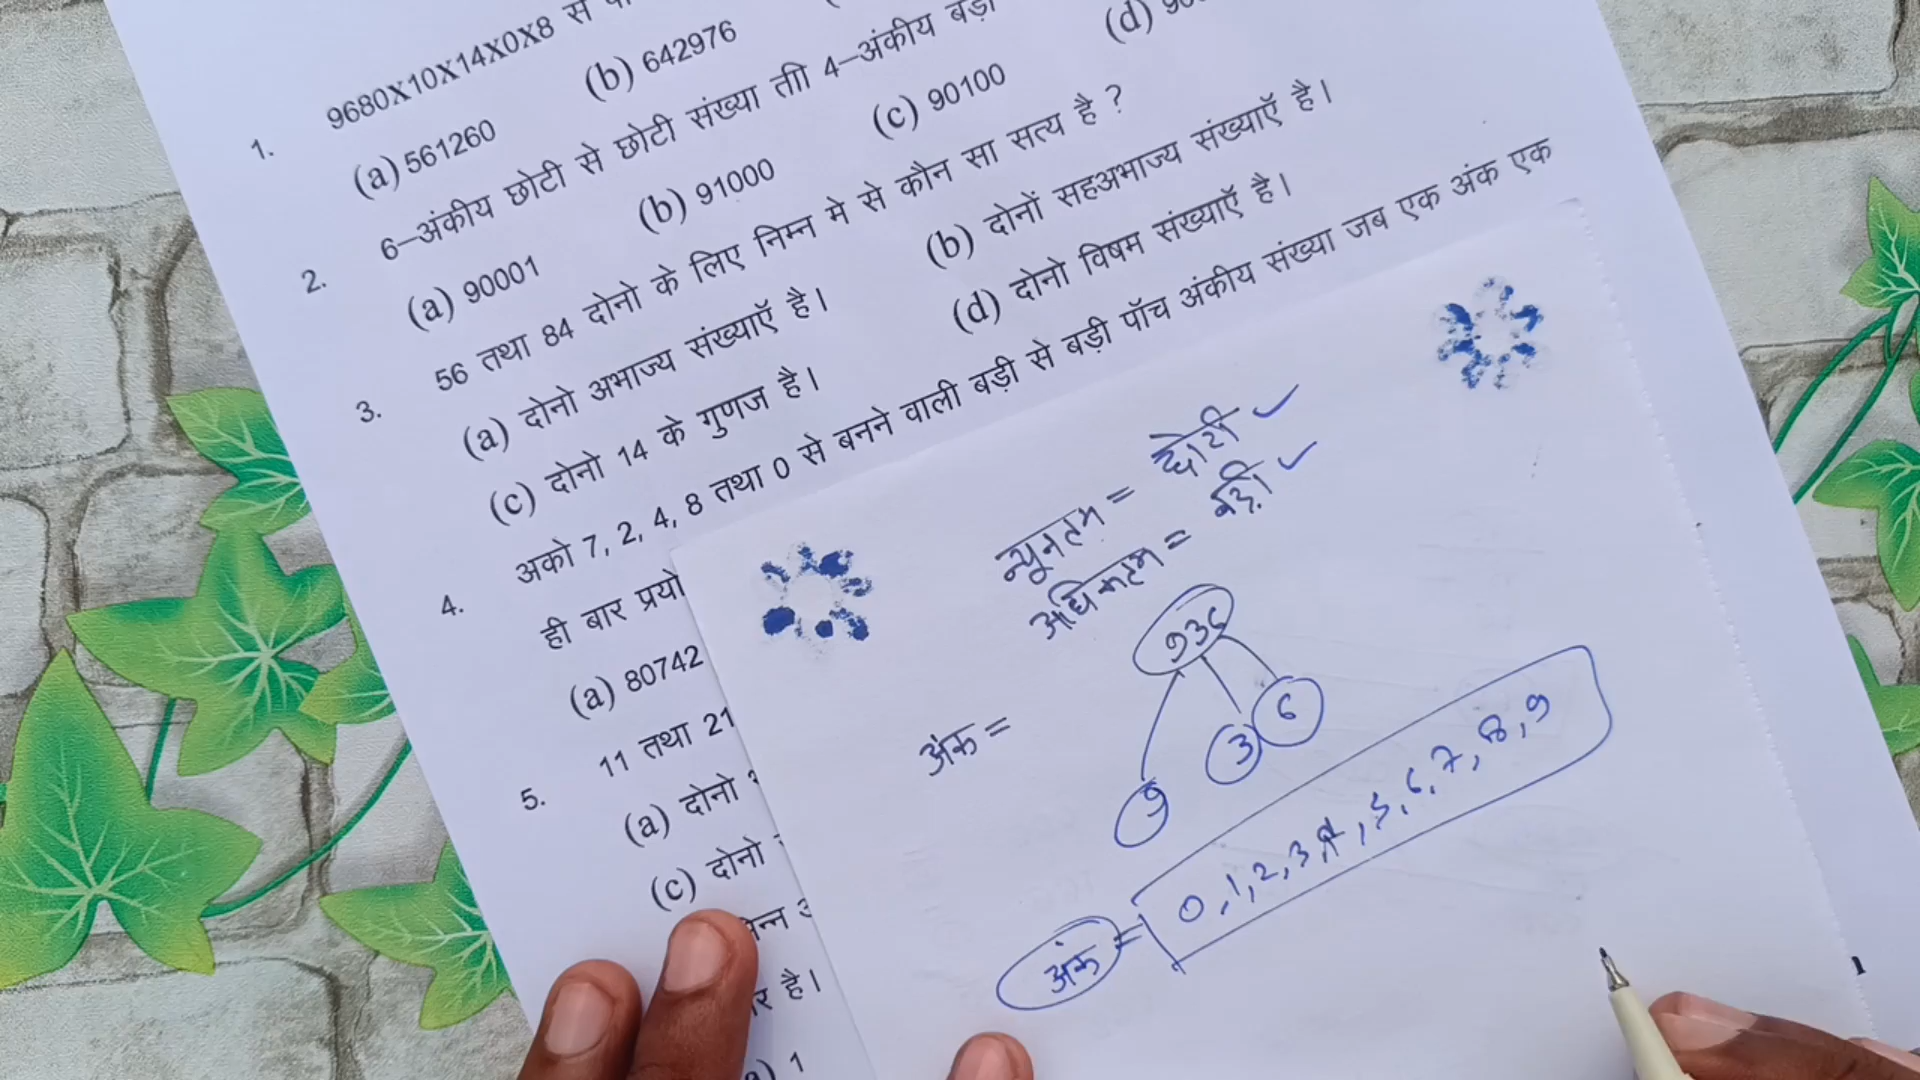 1. 9680X10X14X0X8 से
(a) 561260 (b) 642976 (d)
2. 6–अंकीय छोटी से छोटी संख्या ती 4–अंकीय बड़ी
(a) 90001 (b) 91000 (c) 90100
3. 56 तथा 84 दोनो के लिए निम्न मे से कौन सा सत्य है ?
(a) दोनो अभाज्य संख्याऍ है। (b) दोनों सहअभाज्य संख्याऍ है।
(c) दोनो 14 के गुणज है। (d) दोनो विषम संख्याऍ है।
4. अको 7, 2, 4, 8 तथा 0 से बनने वाली बड़ी से बड़ी पॉच अंकीय संख्या जब एक अंक एक
ही बार प्रयो
(a) 80742
5. 11 तथा 21
(a) दोनो
(c) दोनो
र है।
1
न्यूनतम = छोटी ✓
अधिकतम = बड़ी ✓
936
अंक =
9 3 6
अंक = 0, 1, 2, 3, 4, 5, 6, 7, 8, 9
1